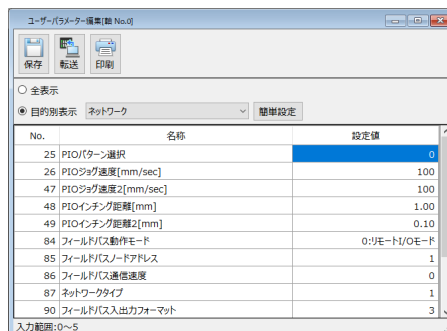 ユーザーパラメーター編集[軸 No.0]
保存 転送 印刷
全表示
目的別表示 ネットワーク 簡単設定
No. 名称 設定値
25 PIOパターン選択 0
26 PIOジョグ速度[mm/sec] 100
47 PIOジョグ速度2[mm/sec] 100
48 PIOインチング距離[mm] 1.00
49 PIOインチング距離2[mm] 0.10
84 フィールドバス動作モード 0:リモートI/Oモード
85 フィールドバスノードアドレス 1
86 フィールドバス通信速度 0
87 ネットワークタイプ 1
90 フィールドバス入出力フォーマット 3
入力範囲:0～5